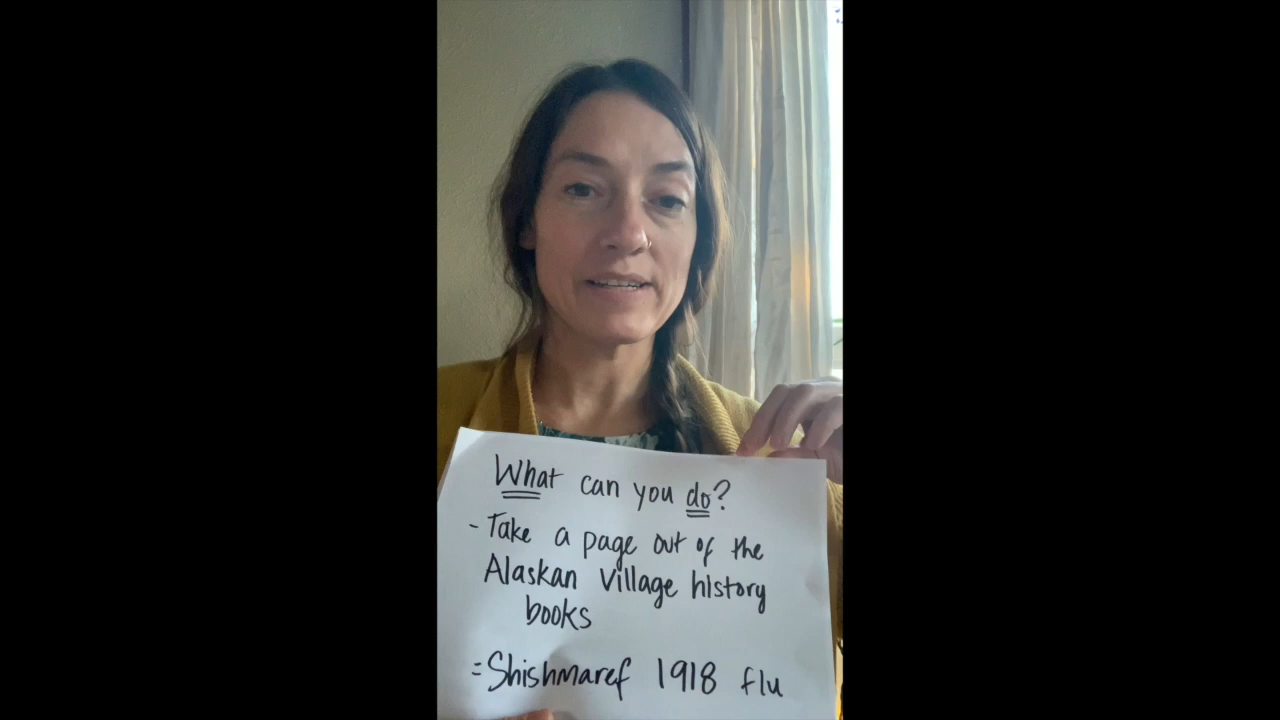 What can you do?
- Take a page out of the
Alaskan Village history
books
= Shishmaref 1918 flu